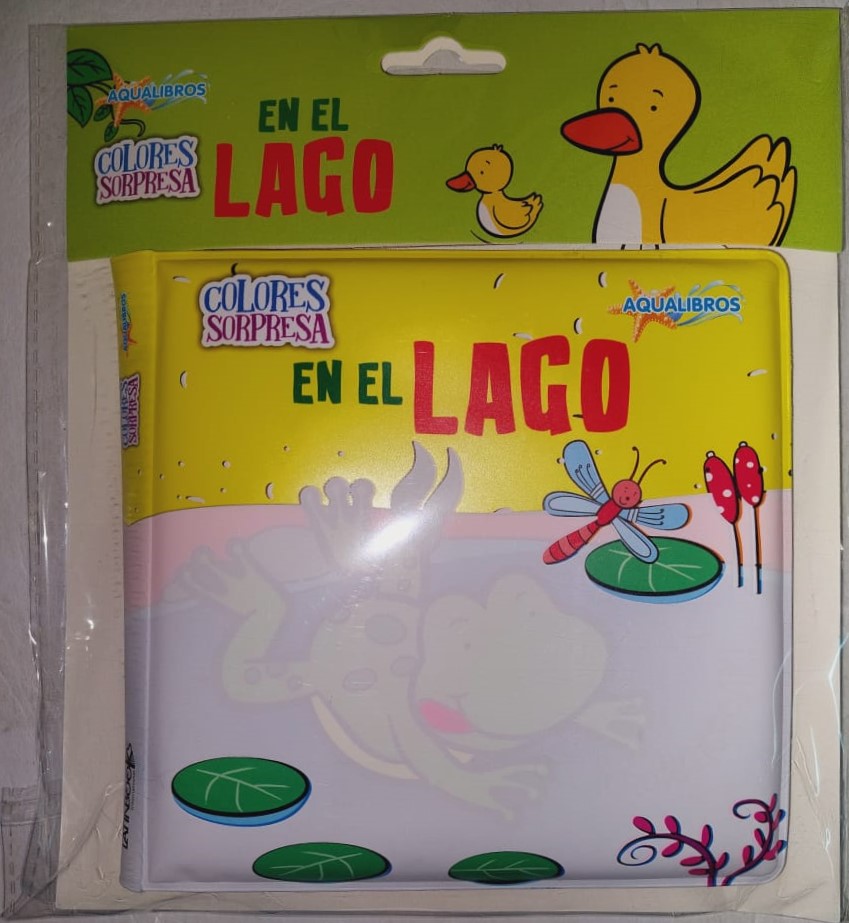 AQUALIBROS
COLORES
SORPRESA
EN EL
LAGO
COLORES
SORPRESA
AQUALIBROS
EN EL LAGO
COLORES
SORPRESA